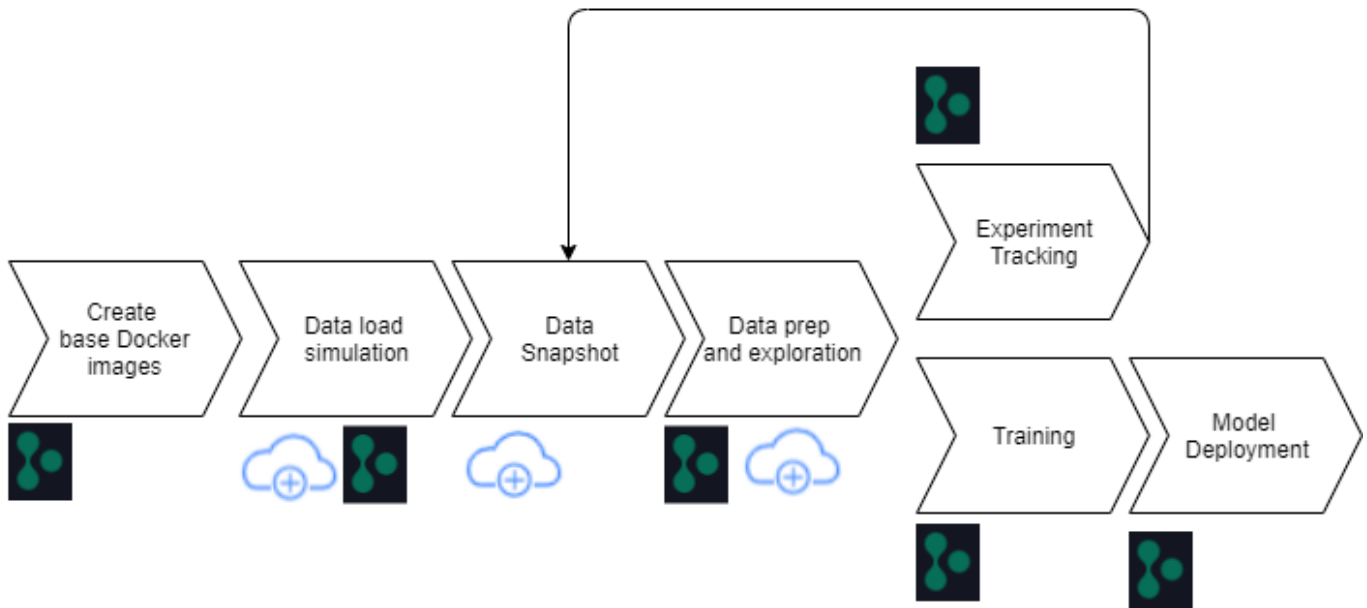 Create
base Docker
images
Data load
simulation
Data
Snapshot
Data prep
and exploration
Experiment
Tracking
Training
Model
Deployment